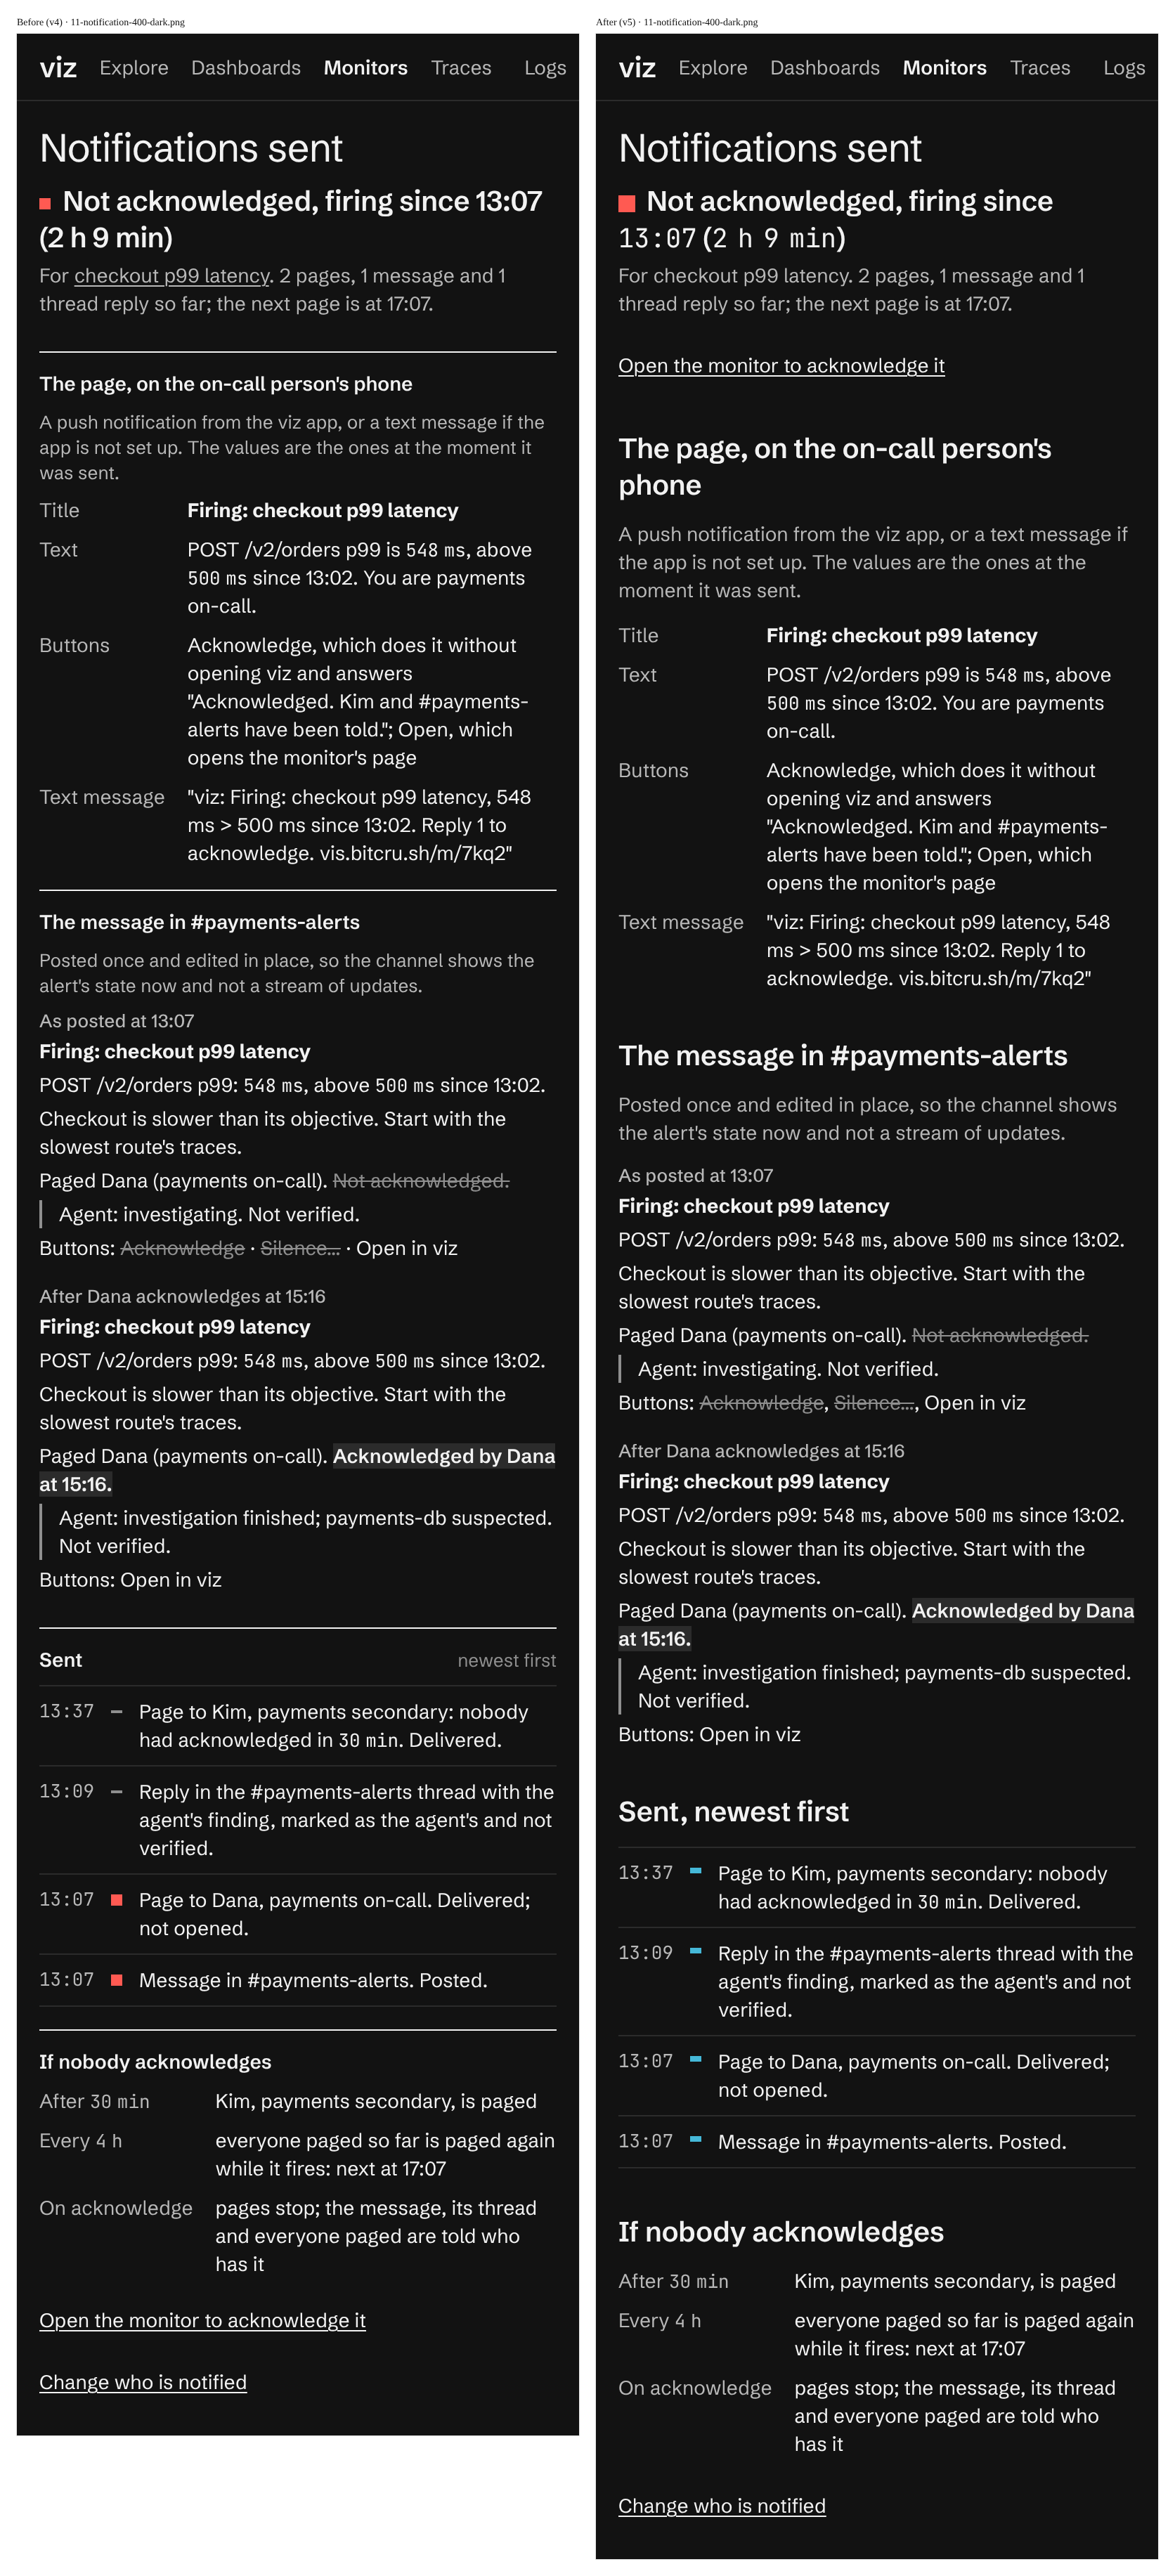 Before (v4) · 11-notification-400-dark.png
viz Explore Dashboards Monitors Traces Logs
Notifications sent
Not acknowledged, firing since 13:07
(2 h 9 min)
For checkout p99 latency. 2 pages, 1 message and 1
thread reply so far; the next page is at 17:07.
The page, on the on-call person's phone
A push notification from the viz app, or a text message if the
app is not set up. The values are the ones at the moment it
was sent.
Title Firing: checkout p99 latency
Text POST /v2/orders p99 is 548 ms, above
500 ms since 13:02. You are payments
on-call.
Buttons Acknowledge, which does it without
opening viz and answers
"Acknowledged. Kim and #payments-
alerts have been told."; Open, which
opens the monitor's page
Text message "viz: Firing: checkout p99 latency, 548
ms > 500 ms since 13:02. Reply 1 to
acknowledge. vis.bitcru.sh/m/7kq2"
The message in #payments-alerts
Posted once and edited in place, so the channel shows the
alert's state now and not a stream of updates.
As posted at 13:07
Firing: checkout p99 latency
POST /v2/orders p99: 548 ms, above 500 ms since 13:02.
Checkout is slower than its objective. Start with the
slowest route's traces.
Paged Dana (payments on-call). Not acknowledged.
Agent: investigating. Not verified.
Buttons: Acknowledge · Silence... · Open in viz
After Dana acknowledges at 15:16
Firing: checkout p99 latency
POST /v2/orders p99: 548 ms, above 500 ms since 13:02.
Checkout is slower than its objective. Start with the
slowest route's traces.
Paged Dana (payments on-call). Acknowledged by Dana
at 15:16.
Agent: investigation finished; payments-db suspected.
Not verified.
Buttons: Open in viz
Sent newest first
13:37 Page to Kim, payments secondary: nobody
had acknowledged in 30 min. Delivered.
13:09 Reply in the #payments-alerts thread with the
agent's finding, marked as the agent's and not
verified.
13:07 Page to Dana, payments on-call. Delivered;
not opened.
13:07 Message in #payments-alerts. Posted.
If nobody acknowledges
After 30 min Kim, payments secondary, is paged
Every 4 h everyone paged so far is paged again
while it fires: next at 17:07
On acknowledge pages stop; the message, its thread
and everyone paged are told who
has it
Open the monitor to acknowledge it
Change who is notified
After (v5) · 11-notification-400-dark.png
viz Explore Dashboards Monitors Traces Logs
Notifications sent
Not acknowledged, firing since
13:07 (2 h 9 min)
For checkout p99 latency. 2 pages, 1 message and 1
thread reply so far; the next page is at 17:07.
Open the monitor to acknowledge it
The page, on the on-call person's
phone
A push notification from the viz app, or a text message if
the app is not set up. The values are the ones at the
moment it was sent.
Title Firing: checkout p99 latency
Text POST /v2/orders p99 is 548 ms, above
500 ms since 13:02. You are payments
on-call.
Buttons Acknowledge, which does it without
opening viz and answers
"Acknowledged. Kim and #payments-
alerts have been told."; Open, which
opens the monitor's page
Text message "viz: Firing: checkout p99 latency, 548
ms > 500 ms since 13:02. Reply 1 to
acknowledge. vis.bitcru.sh/m/7kq2"
The message in #payments-alerts
Posted once and edited in place, so the channel shows
the alert's state now and not a stream of updates.
As posted at 13:07
Firing: checkout p99 latency
POST /v2/orders p99: 548 ms, above 500 ms since 13:02.
Checkout is slower than its objective. Start with the
slowest route's traces.
Paged Dana (payments on-call). Not acknowledged.
Agent: investigating. Not verified.
Buttons: Acknowledge, Silence..., Open in viz
After Dana acknowledges at 15:16
Firing: checkout p99 latency
POST /v2/orders p99: 548 ms, above 500 ms since 13:02.
Checkout is slower than its objective. Start with the
slowest route's traces.
Paged Dana (payments on-call). Acknowledged by Dana
at 15:16.
Agent: investigation finished; payments-db suspected.
Not verified.
Buttons: Open in viz
Sent, newest first
13:37 Page to Kim, payments secondary: nobody
had acknowledged in 30 min. Delivered.
13:09 Reply in the #payments-alerts thread with the
agent's finding, marked as the agent's and not
verified.
13:07 Page to Dana, payments on-call. Delivered;
not opened.
13:07 Message in #payments-alerts. Posted.
If nobody acknowledges
After 30 min Kim, payments secondary, is paged
Every 4 h everyone paged so far is paged again
while it fires: next at 17:07
On acknowledge pages stop; the message, its thread
and everyone paged are told who
has it
Change who is notified